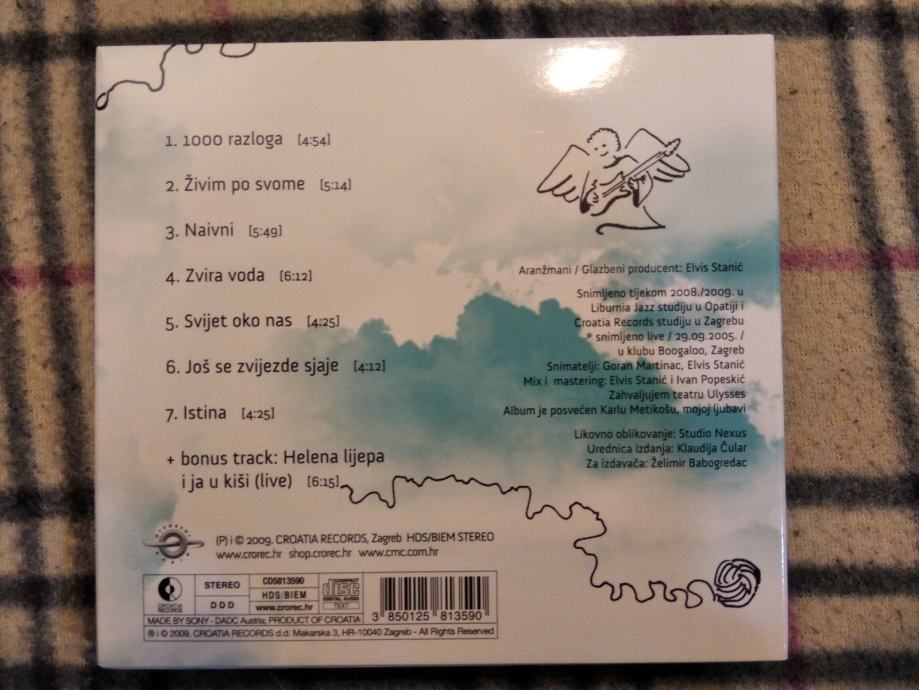 1. 1000 razloga [4:54]
2. Živim po svome [5:14]
3. Naivni [5:49]
4. Zvira voda [6:12]
5. Svijet oko nas [4:25]
6. Još se zvijezde sjaje [4:12]
7. Istina [4:25]
+ bonus track: Helena lijepa
i ja u kiši (live) [6:15]
Aranžmani / Glazbeni producent: Elvis Stanić
Snimljeno tijekom 2008./2009. u
Liburnia Jazz studiju u Opatiji i
Croatia Records studiju u Zagrebu
* snimljeno live / 29.09.2005. /
u klubu Boogaloo, Zagreb
Snimatelji: Goran Martinac, Elvis Stanić
Mix i mastering: Elvis Stanić i Ivan Popeskić
Zahvaljujem teatru Ulysses
Album je posvećen Karlu Metikošu, mojoj ljubavi
Likovno oblikovanje: Studio Nexus
Urednica izdanja: Klaudija Čular
Za izdavača: Želimir Babogredac
(P) i © 2009. CROATIA RECORDS, Zagreb HDS/BIEM STEREO
www.crorec.hr shop.crorec.hr www.cmc.com.hr
CROATIA RECORDS
STEREO
DDD
CD5813590
HDS/BIEM
www.crorec.hr
COMPACT
disc
DIGITAL AUDIO
TEXT
3 850125 813590
MADE BY SONY - DADC Austria; PRODUCT OF CROATIA
℗ i © 2009. CROATIA RECORDS d.d. Makarska 3, HR-10040 Zagreb - All Rights Reserved